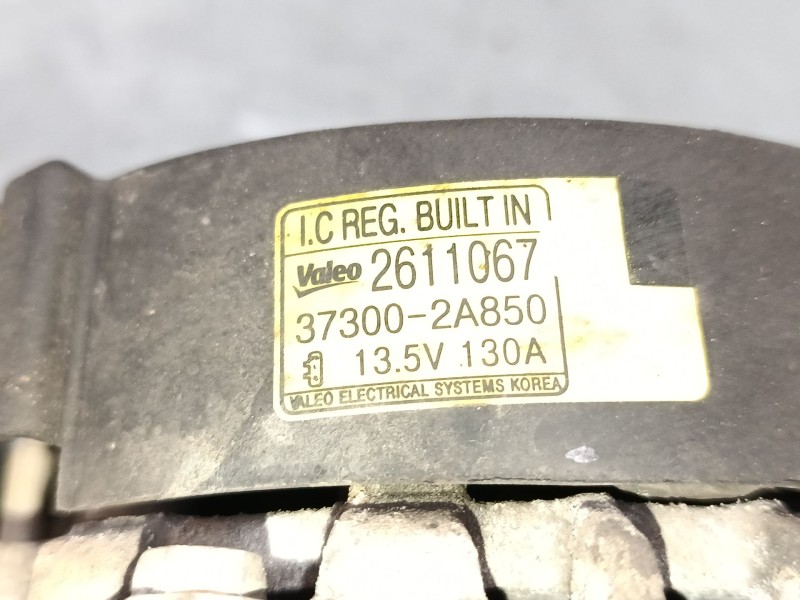 I.C REG. BUILT IN
Valeo 2611067
37300-2A850
13.5V 130A
VALEO ELECTRICAL SYSTEMS KOREA